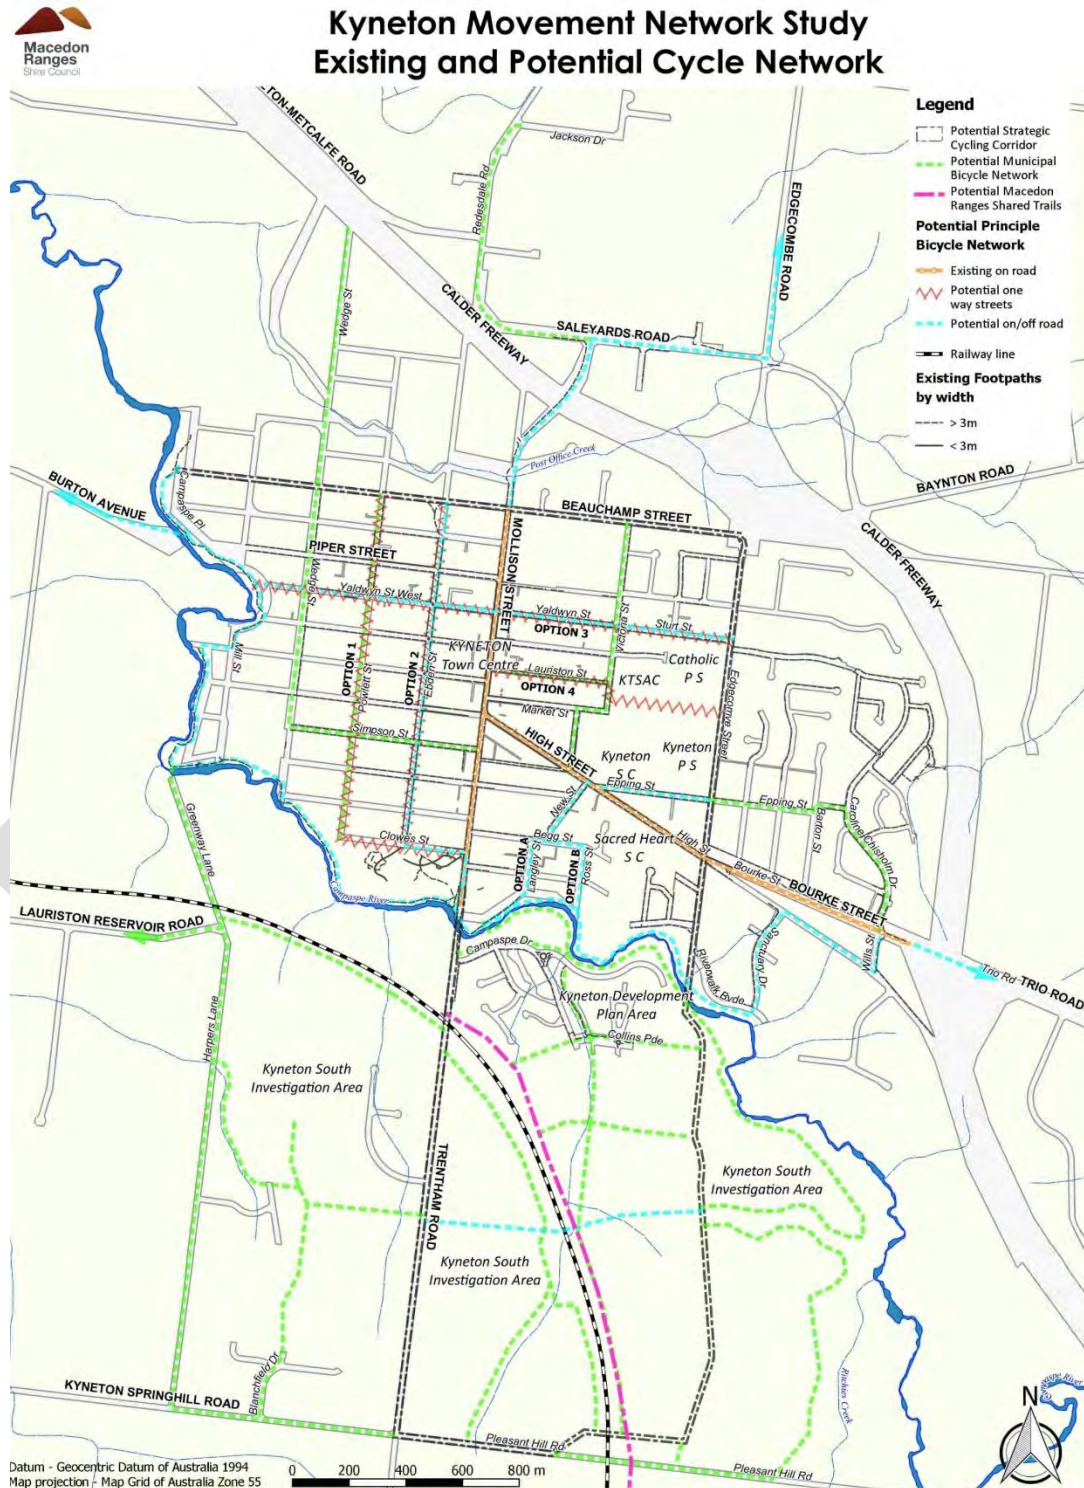 Macedon
Ranges
Shire Council
Kyneton Movement Network Study
Existing and Potential Cycle Network
Legend
Potential Strategic
Cycling Corridor
Potential Municipal
Bicycle Network
Potential Macedon
Ranges Shared Trails
Potential Principle
Bicycle Network
Existing on road
Potential one
way streets
Potential on/off road
Railway line
Existing Footpaths
by width
> 3m
< 3m
LTON-METCALFE ROAD
Jackson Dr
Redesdale Rd
EDGECOMBE ROAD
Wedge St
CALDER FREEWAY
SALEYARDS ROAD
Post Office Creek
BAYNTON ROAD
BURTON AVENUE
Campaspe Pl
BEAUCHAMP STREET
MOLLISON STREET
CALDER FREEWAY
PIPER STREET
Wedge St
Yaldwyn St West
Yaldwyn St
OPTION 3
Victoria St
Sturt St
KYNETON
Town Centre
OPTION 1
Powlett St
OPTION 2
Ebden St
Mill St
Lauriston St
OPTION 4
KTSAC
Catholic
P S
Market St
Edgecombe Street
Simpson St
HIGH STREET
Kyneton
S C
Kyneton
P S
Epping St
Epping St
New St
Barton St
Caroline Chisholm Dr
Greenway Lane
Clowes St
Begg St
OPTION A
Langley St
OPTION B
Ross St
Sacred Heart
S C
High St
Bourke St
BOURKE STREET
Campaspe River
LAURISTON RESERVOIR ROAD
Campaspe Dr
Sanctuary Dr
Wills St
Riverwalk Bvde
Trio Rd
TRIO ROAD
Kyneton Development
Plan Area
Collins Pde
Harpers Lane
Kyneton South
Investigation Area
TRENTHAM ROAD
Kyneton South
Investigation Area
Kyneton South
Investigation Area
KYNETON SPRINGHILL ROAD
Blanchfield Dr
Ritchies Creek
Pleasant Hill Rd
Pleasant Hill Rd
N
Datum - Geocentric Datum of Australia 1994
Map projection - Map Grid of Australia Zone 55
0 200 400 600 800 m